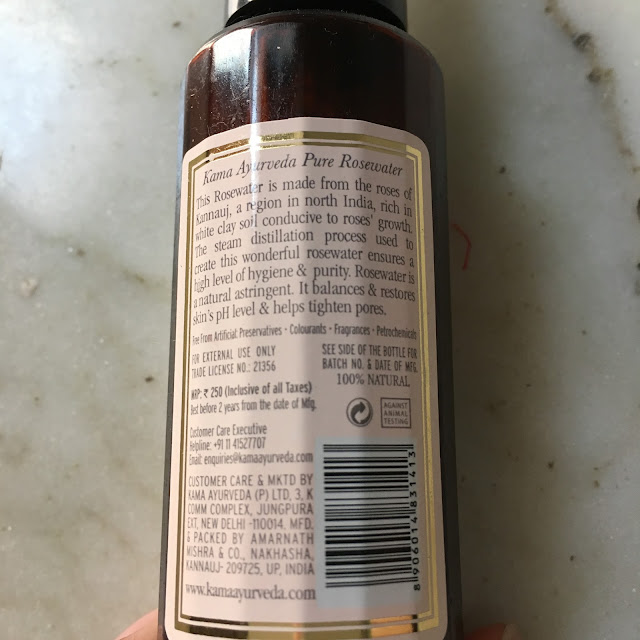 Kama Ayurveda Pure Rosewater
This Rosewater is made from the roses of
Kannauj, a region in north India, rich in
white clay soil conducive to roses' growth.
The steam distillation process used to
create this wonderful rosewater ensures a
high level of hygiene & purity. Rosewater is
a natural astringent. It balances & restores
skin's pH level & helps tighten pores.
Free From Artificial: Preservatives · Colourants · Fragrances · Petrochemicals
FOR EXTERNAL USE ONLY
TRADE LICENSE NO.: 21356
SEE SIDE OF THE BOTTLE FOR
BATCH NO. & DATE OF MFG.
100% NATURAL
MRP: ₹ 250 (Inclusive of all Taxes)
Best before 2 years from the date of Mfg.
AGAINST
ANIMAL
TESTING
Customer Care Executive
Helpline: +91 11 41527707
Email: enquiries@kamaayurveda.com
CUSTOMER CARE & MKTD BY
KAMA AYURVEDA (P) LTD, 3, K
COMM COMPLEX, JUNGPURA
EXT, NEW DELHI -110014. MFD.
& PACKED BY AMARNATH
MISHRA & CO., NAKHASHA,
KANNAUJ- 209725, UP, INDIA
www.kamaayurveda.com
8 906014 831413